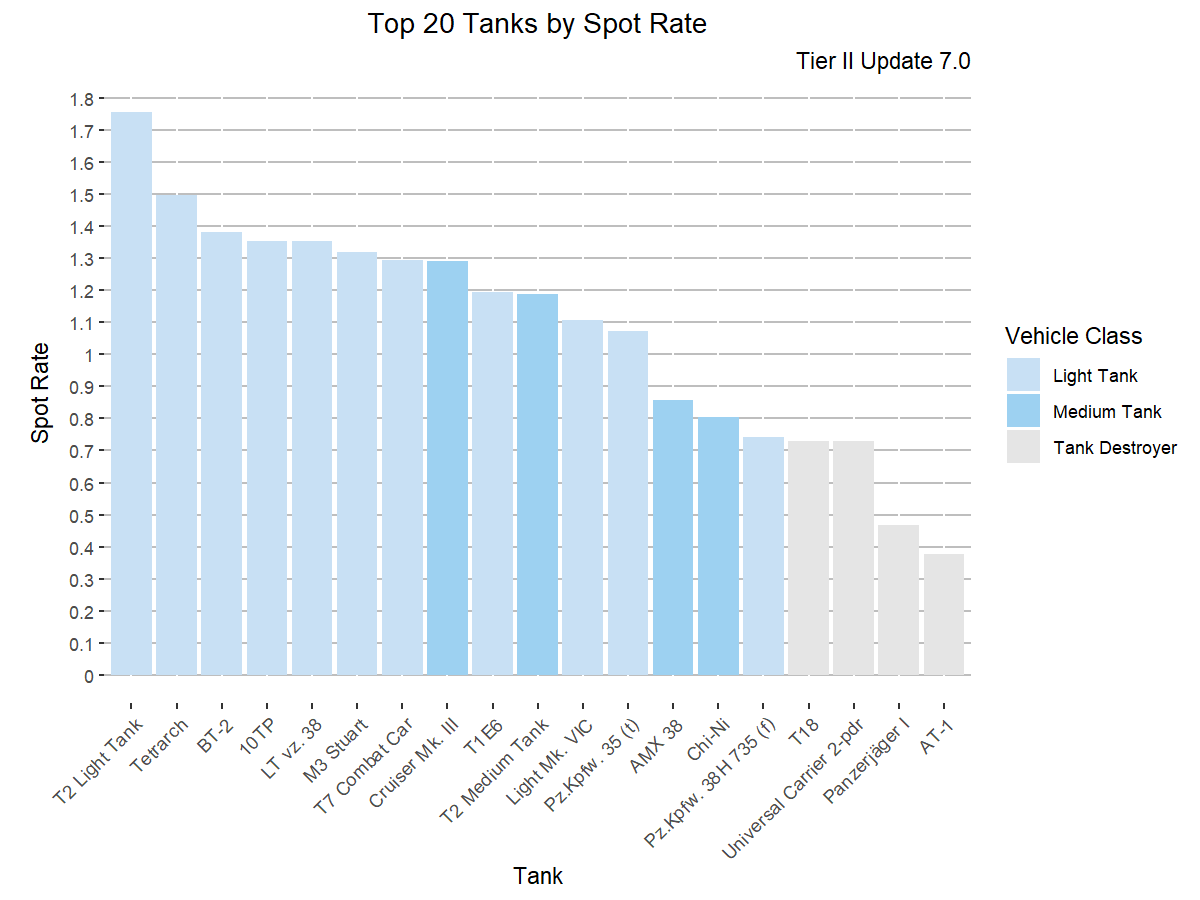 Top 20 Tanks by Spot Rate
Tier II Update 7.0
1.8
1.7
1.6
1.5
1.4
1.3
1.2
1.1
1
0.9
0.8
0.7
0.6
0.5
0.4
0.3
0.2
0.1
0
Spot Rate
T2 Light Tank
Tetrarch
BT-2
10TP
LT vz. 38
M3 Stuart
T7 Combat Car
Cruiser Mk. III
T1E6
T2 Medium Tank
Light Mk. VIC
Pz.Kpfw. 35 (t)
AMX 38
Chi-Ni
Pz.Kpfw. 38H 735 (f)
T18
Universal Carrier 2-pdr
Panzerjäger I
AT-1
Tank
Vehicle Class
Light Tank
Medium Tank
Tank Destroyer